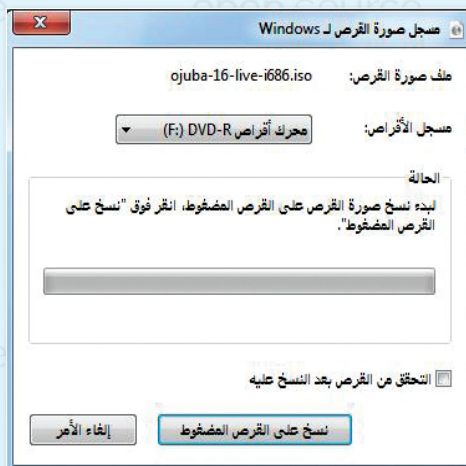 open source
مسجل صورة القرص لـ Windows
ملف صورة القرص: ojuba-16-live-i686.iso
مسجل الأقراص: محرك أقراص DVD-R (F:)
الحالة
لبدء نسخ صورة القرص على القرص المضغوط، انقر فوق "نسخ على
القرص المضغوط".
التحقق من القرص بعد النسخ عليه
نسخ على القرص المضغوط إلغاء الأمر